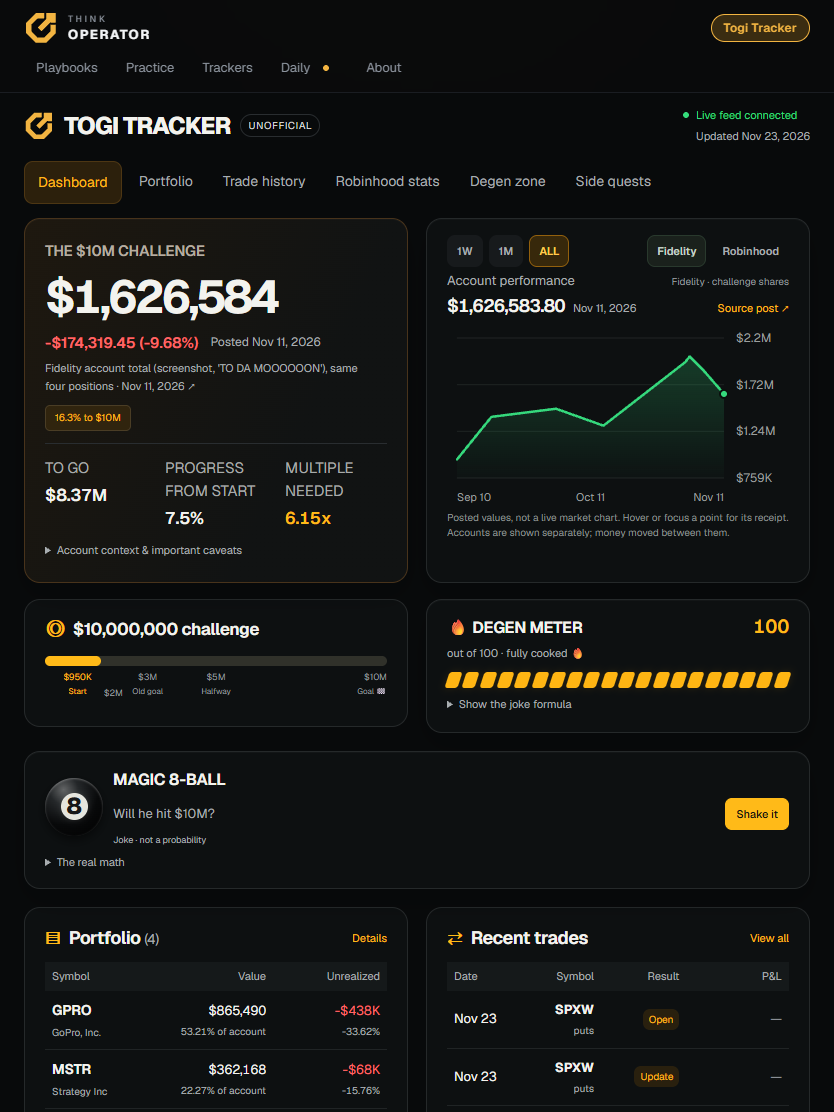 THINK
OPERATOR
Togi Tracker
Playbooks Practice Trackers Daily About
TOGI TRACKER UNOFFICIAL
Live feed connected
Updated Nov 23, 2026
Dashboard Portfolio Trade history Robinhood stats Degen zone Side quests
THE $10M CHALLENGE
$1,626,584
-$174,319.45 (-9.68%) Posted Nov 11, 2026
Fidelity account total (screenshot, 'TO DA MOOOOOON'), same
four positions · Nov 11, 2026 ↗
16.3% to $10M
TO GO
$8.37M
PROGRESS
FROM START
7.5%
MULTIPLE
NEEDED
6.15x
Account context & important caveats
1W 1M ALL Fidelity Robinhood
Account performance
Fidelity · challenge shares
$1,626,583.80 Nov 11, 2026
Source post ↗
$2.2M
$1.72M
$1.24M
$759K
Sep 10 Oct 11 Nov 11
Posted values, not a live market chart. Hover or focus a point for its receipt.
Accounts are shown separately; money moved between them.
$10,000,000 challenge
$950K
Start
$2M
$3M
Old goal
$5M
Halfway
$10M
Goal
DEGEN METER 100
out of 100 · fully cooked 🔥
Show the joke formula
8
MAGIC 8-BALL
Will he hit $10M?
Joke · not a probability
Shake it
The real math
Portfolio (4) Details
Symbol Value Unrealized
GPRO $865,490 -$438K
GoPro, Inc. 53.21% of account -33.62%
MSTR $362,168 -$68K
Strategy Inc 22.27% of account -15.76%
Recent trades View all
Date Symbol Result P&L
Nov 23 SPXW puts Open —
Nov 23 SPXW puts Update —